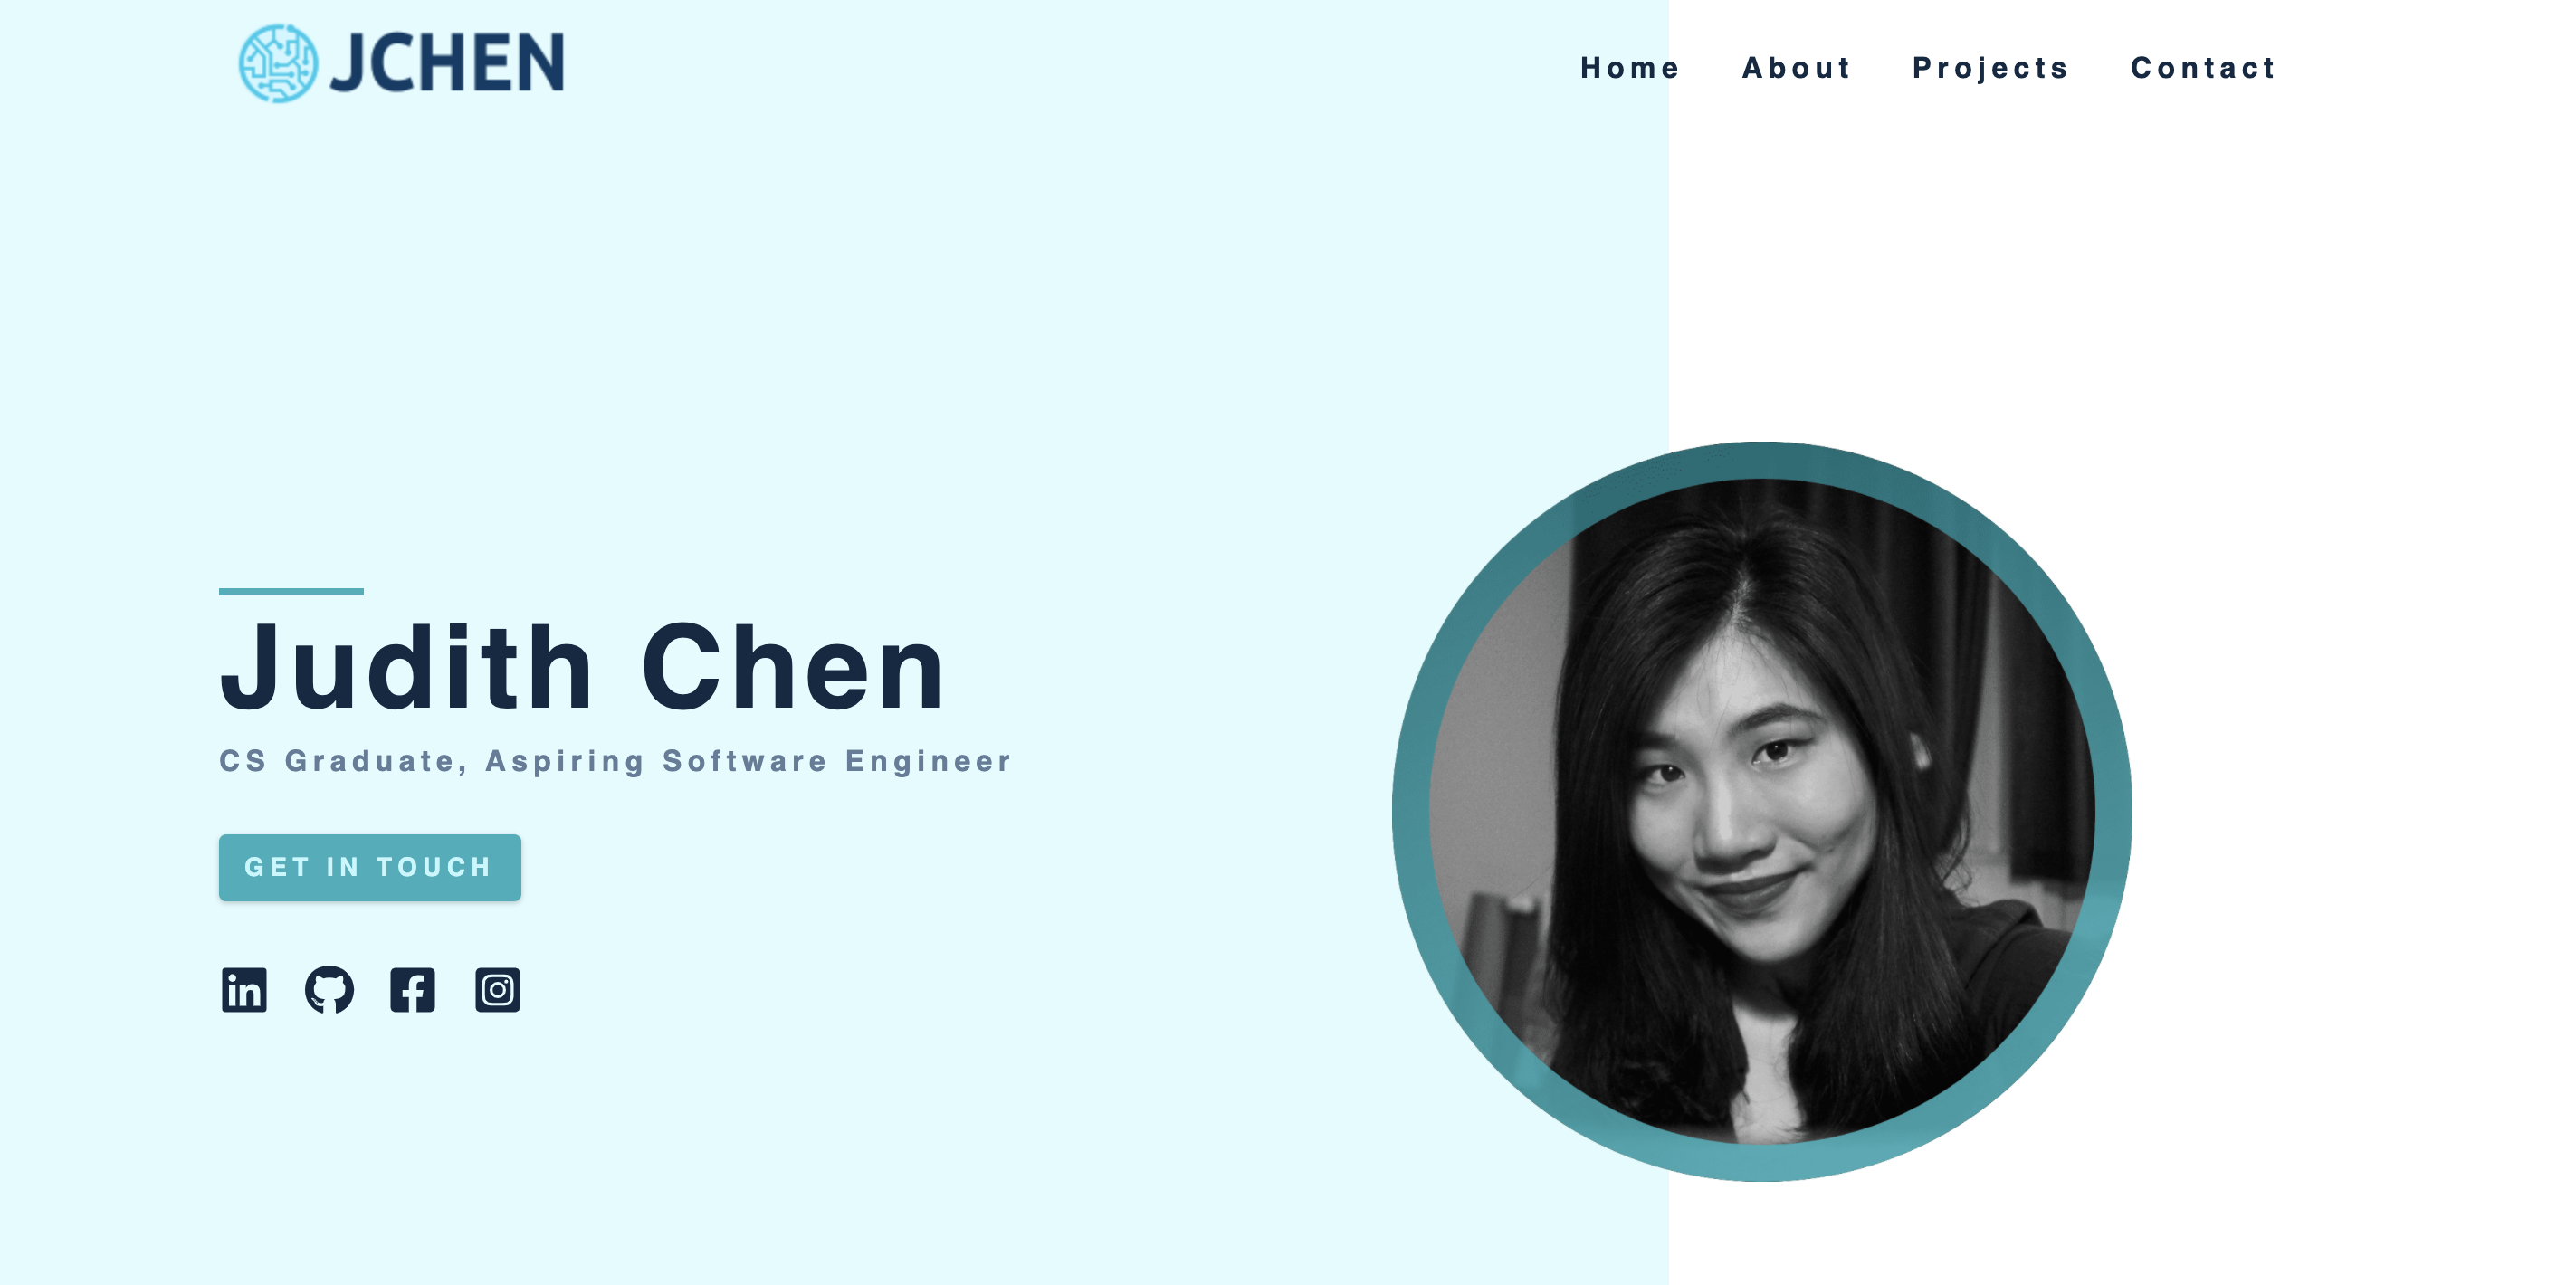 JCHEN
Home About Projects Contact
Judith Chen
CS Graduate, Aspiring Software Engineer
GET IN TOUCH